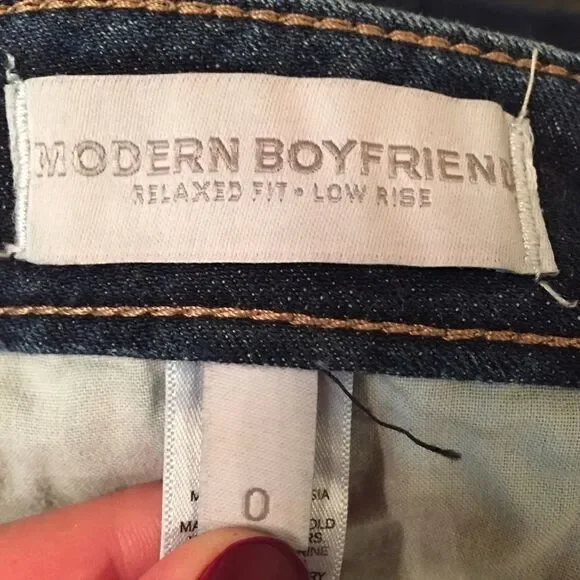 MODERN BOYFRIEND
RELAXED FIT • LOW RISE
0